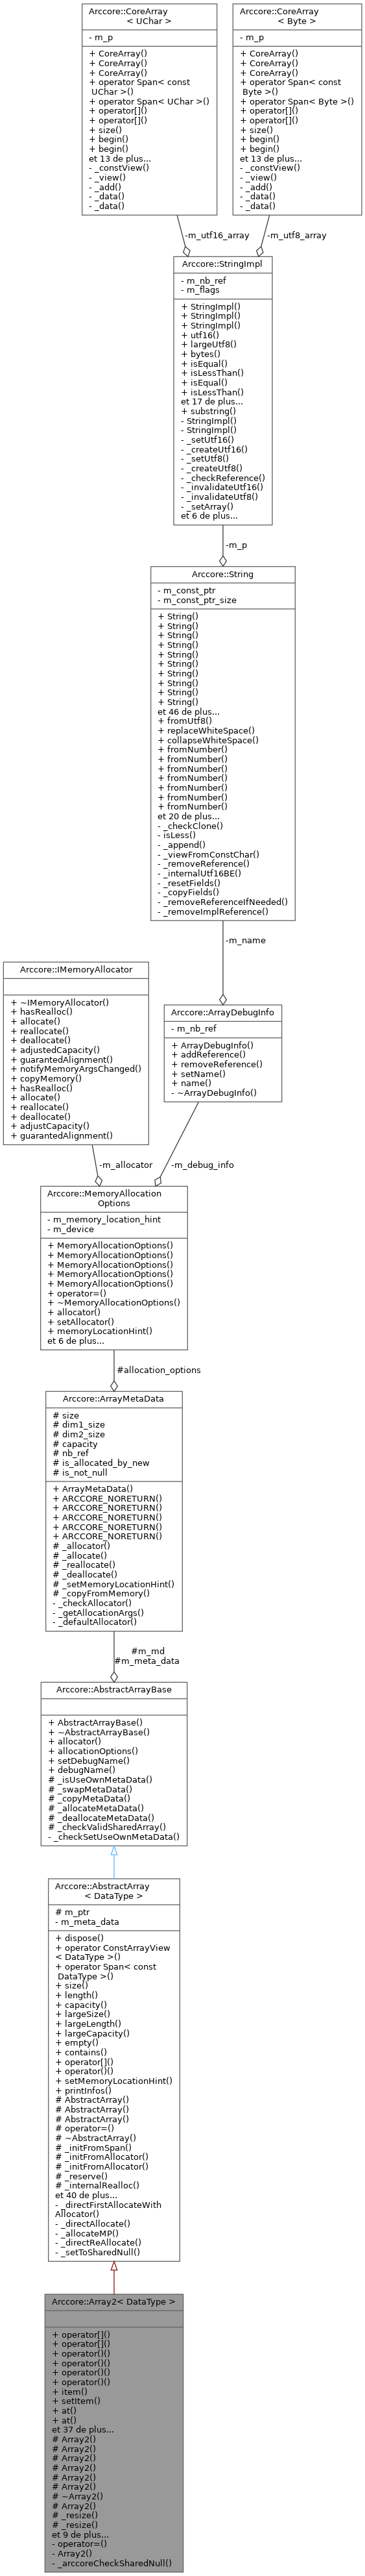 Arccore::CoreArray
< UChar >
- m_p
+ CoreArray()
+ CoreArray()
+ CoreArray()
+ operator Span< const
UChar >()
+ operator Span< UChar >()
+ operator[]()
+ operator[]()
+ size()
+ begin()
+ begin()
et 13 de plus...
- _constView()
- _view()
- _add()
- _data()
- _data()
Arccore::CoreArray
< Byte >
- m_p
+ CoreArray()
+ CoreArray()
+ CoreArray()
+ operator Span< const
Byte >()
+ operator Span< Byte >()
+ operator[]()
+ operator[]()
+ size()
+ begin()
+ begin()
et 13 de plus...
- _constView()
- _view()
- _add()
- _data()
- _data()
-m_utf16_array
-m_utf8_array
Arccore::StringImpl
- m_nb_ref
- m_flags
+ StringImpl()
+ StringImpl()
+ StringImpl()
+ utf16()
+ largeUtf8()
+ bytes()
+ isEqual()
+ isLessThan()
+ isEqual()
+ isLessThan()
et 17 de plus...
+ substring()
- StringImpl()
- StringImpl()
- _setUtf16()
- _createUtf16()
- _setUtf8()
- _createUtf8()
- _checkReference()
- _invalidateUtf16()
- _invalidateUtf8()
- _setArray()
et 6 de plus...
-m_p
Arccore::String
- m_const_ptr
- m_const_ptr_size
+ String()
+ String()
+ String()
+ String()
+ String()
+ String()
+ String()
+ String()
+ String()
+ String()
et 46 de plus...
+ fromUtf8()
+ replaceWhiteSpace()
+ collapseWhiteSpace()
+ fromNumber()
+ fromNumber()
+ fromNumber()
+ fromNumber()
+ fromNumber()
+ fromNumber()
+ fromNumber()
et 20 de plus...
- _checkClone()
- isLess()
- _append()
- _viewFromConstChar()
- _removeReference()
- _internalUtf16BE()
- _resetFields()
- _copyFields()
- _removeReferenceIfNeeded()
- _removeImplReference()
-m_name
Arccore::IMemoryAllocator
+ ~IMemoryAllocator()
+ hasRealloc()
+ allocate()
+ reallocate()
+ deallocate()
+ adjustedCapacity()
+ guarantedAlignment()
+ notifyMemoryArgsChanged()
+ copyMemory()
+ hasRealloc()
+ allocate()
+ reallocate()
+ deallocate()
+ adjustCapacity()
+ guarantedAlignment()
Arccore::ArrayDebugInfo
- m_nb_ref
+ ArrayDebugInfo()
+ addReference()
+ removeReference()
+ setName()
+ name()
- ~ArrayDebugInfo()
-m_allocator
-m_debug_info
Arccore::MemoryAllocation
Options
- m_memory_location_hint
- m_device
+ MemoryAllocationOptions()
+ MemoryAllocationOptions()
+ MemoryAllocationOptions()
+ MemoryAllocationOptions()
+ MemoryAllocationOptions()
+ operator=()
+ ~MemoryAllocationOptions()
+ allocator()
+ setAllocator()
+ memoryLocationHint()
et 6 de plus...
#allocation_options
Arccore::ArrayMetaData
# size
# dim1_size
# dim2_size
# capacity
# nb_ref
# is_allocated_by_new
# is_not_null
+ ArrayMetaData()
+ ARCCORE_NORETURN()
+ ARCCORE_NORETURN()
+ ARCCORE_NORETURN()
+ ARCCORE_NORETURN()
+ ARCCORE_NORETURN()
# _allocator()
# _allocate()
# _reallocate()
# _deallocate()
# _setMemoryLocationHint()
# _copyFromMemory()
- _checkAllocator()
- _getAllocationArgs()
- _defaultAllocator()
#m_md
#m_meta_data
Arccore::AbstractArrayBase
+ AbstractArrayBase()
+ ~AbstractArrayBase()
+ allocator()
+ allocationOptions()
+ setDebugName()
+ debugName()
# _isUseOwnMetaData()
# _swapMetaData()
# _copyMetaData()
# _allocateMetaData()
# _deallocateMetaData()
# _checkValidSharedArray()
- _checkSetUseOwnMetaData()
Arccore::AbstractArray
< DataType >
# m_ptr
- m_meta_data
+ dispose()
+ operator ConstArrayView
< DataType >()
+ operator Span< const
DataType >()
+ size()
+ length()
+ capacity()
+ largeSize()
+ largeLength()
+ largeCapacity()
+ empty()
+ contains()
+ operator[]()
+ operator()()
+ setMemoryLocationHint()
+ printInfos()
# AbstractArray()
# AbstractArray()
# AbstractArray()
# operator=()
# ~AbstractArray()
# _initFromSpan()
# _initFromAllocator()
# _initFromAllocator()
# _reserve()
# _internalRealloc()
et 40 de plus...
- _directFirstAllocateWith
Allocator()
- _directAllocate()
- _allocateMP()
- _directReAllocate()
- _setToSharedNull()
Arccore::Array2< DataType >
+ operator[]()
+ operator[]()
+ operator()()
+ operator()()
+ operator()()
+ operator()()
+ item()
+ setItem()
+ at()
+ at()
et 37 de plus...
# Array2()
# Array2()
# Array2()
# Array2()
# Array2()
# Array2()
# ~Array2()
# Array2()
# _resize()
# _resize()
et 9 de plus...
- operator=()
- Array2()
- _arccoreCheckSharedNull()